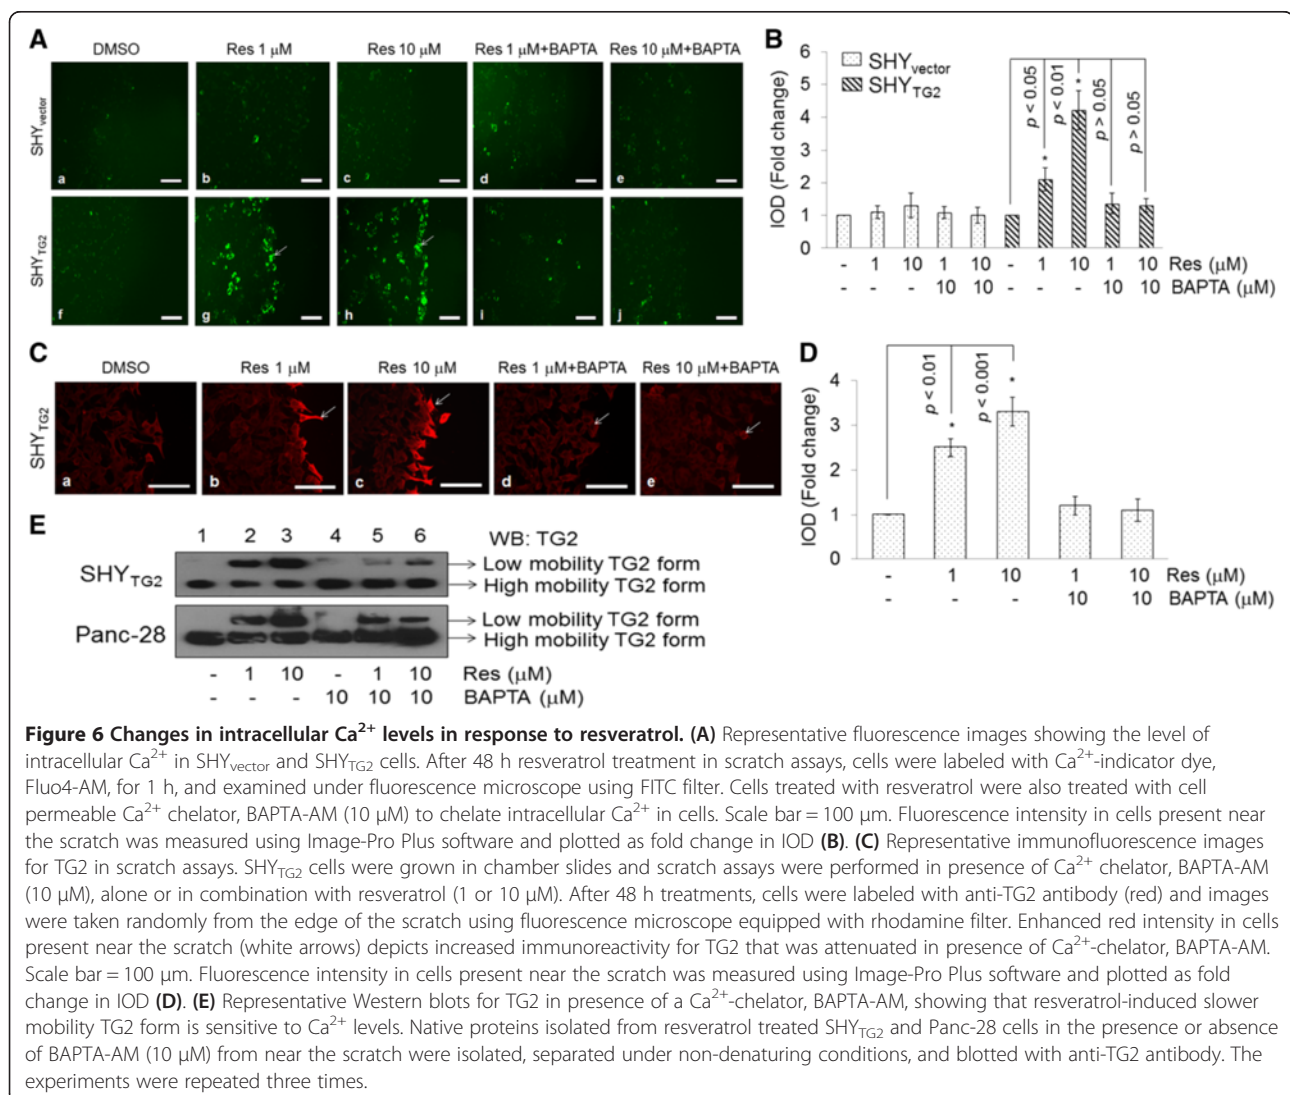 A
DMSO
Res 1 μM
Res 10 μM
Res 1 μM+BAPTA
Res 10 μM+BAPTA
SHYvector
a
b
c
d
e
SHYTG2
f
g
h
i
j
B
SHYvector
SHYTG2
IOD (Fold change)
6
5
4
3
2
1
0
p < 0.05
p < 0.01
p > 0.05
p > 0.05
*
*
- 1 10 1 10 - 1 10 1 10 Res (μM)
- - - 10 10 - - - 10 10 BAPTA (μM)
C
DMSO
Res 1 μM
Res 10 μM
Res 1 μM+BAPTA
Res 10 μM+BAPTA
SHYTG2
a
b
c
d
e
D
IOD (Fold change)
4
3
2
1
0
p < 0.01
p < 0.001
*
*
- 1 10 1 10 Res (μM)
- - - 10 10 BAPTA (μM)
E
1 2 3 4 5 6 WB: TG2
SHYTG2
Low mobility TG2 form
High mobility TG2 form
Panc-28
Low mobility TG2 form
High mobility TG2 form
- 1 10 - 1 10 Res (μM)
- - - 10 10 10 BAPTA (μM)
Figure 6 Changes in intracellular Ca²⁺ levels in response to resveratrol. (A) Representative fluorescence images showing the level of
intracellular Ca²⁺ in SHYvector and SHYTG2 cells. After 48 h resveratrol treatment in scratch assays, cells were labeled with Ca²⁺-indicator dye,
Fluo4-AM, for 1 h, and examined under fluorescence microscope using FITC filter. Cells treated with resveratrol were also treated with cell
permeable Ca²⁺ chelator, BAPTA-AM (10 μM) to chelate intracellular Ca²⁺ in cells. Scale bar = 100 μm. Fluorescence intensity in cells present near
the scratch was measured using Image-Pro Plus software and plotted as fold change in IOD (B). (C) Representative immunofluorescence images
for TG2 in scratch assays. SHYTG2 cells were grown in chamber slides and scratch assays were performed in presence of Ca²⁺ chelator, BAPTA-AM
(10 μM), alone or in combination with resveratrol (1 or 10 μM). After 48 h treatments, cells were labeled with anti-TG2 antibody (red) and images
were taken randomly from the edge of the scratch using fluorescence microscope equipped with rhodamine filter. Enhanced red intensity in cells
present near the scratch (white arrows) depicts increased immunoreactivity for TG2 that was attenuated in presence of Ca²⁺-chelator, BAPTA-AM.
Scale bar = 100 μm. Fluorescence intensity in cells present near the scratch was measured using Image-Pro Plus software and plotted as fold
change in IOD (D). (E) Representative Western blots for TG2 in presence of a Ca²⁺-chelator, BAPTA-AM, showing that resveratrol-induced slower
mobility TG2 form is sensitive to Ca²⁺ levels. Native proteins isolated from resveratrol treated SHYTG2 and Panc-28 cells in the presence or absence
of BAPTA-AM (10 μM) from near the scratch were isolated, separated under non-denaturing conditions, and blotted with anti-TG2 antibody. The
experiments were repeated three times.